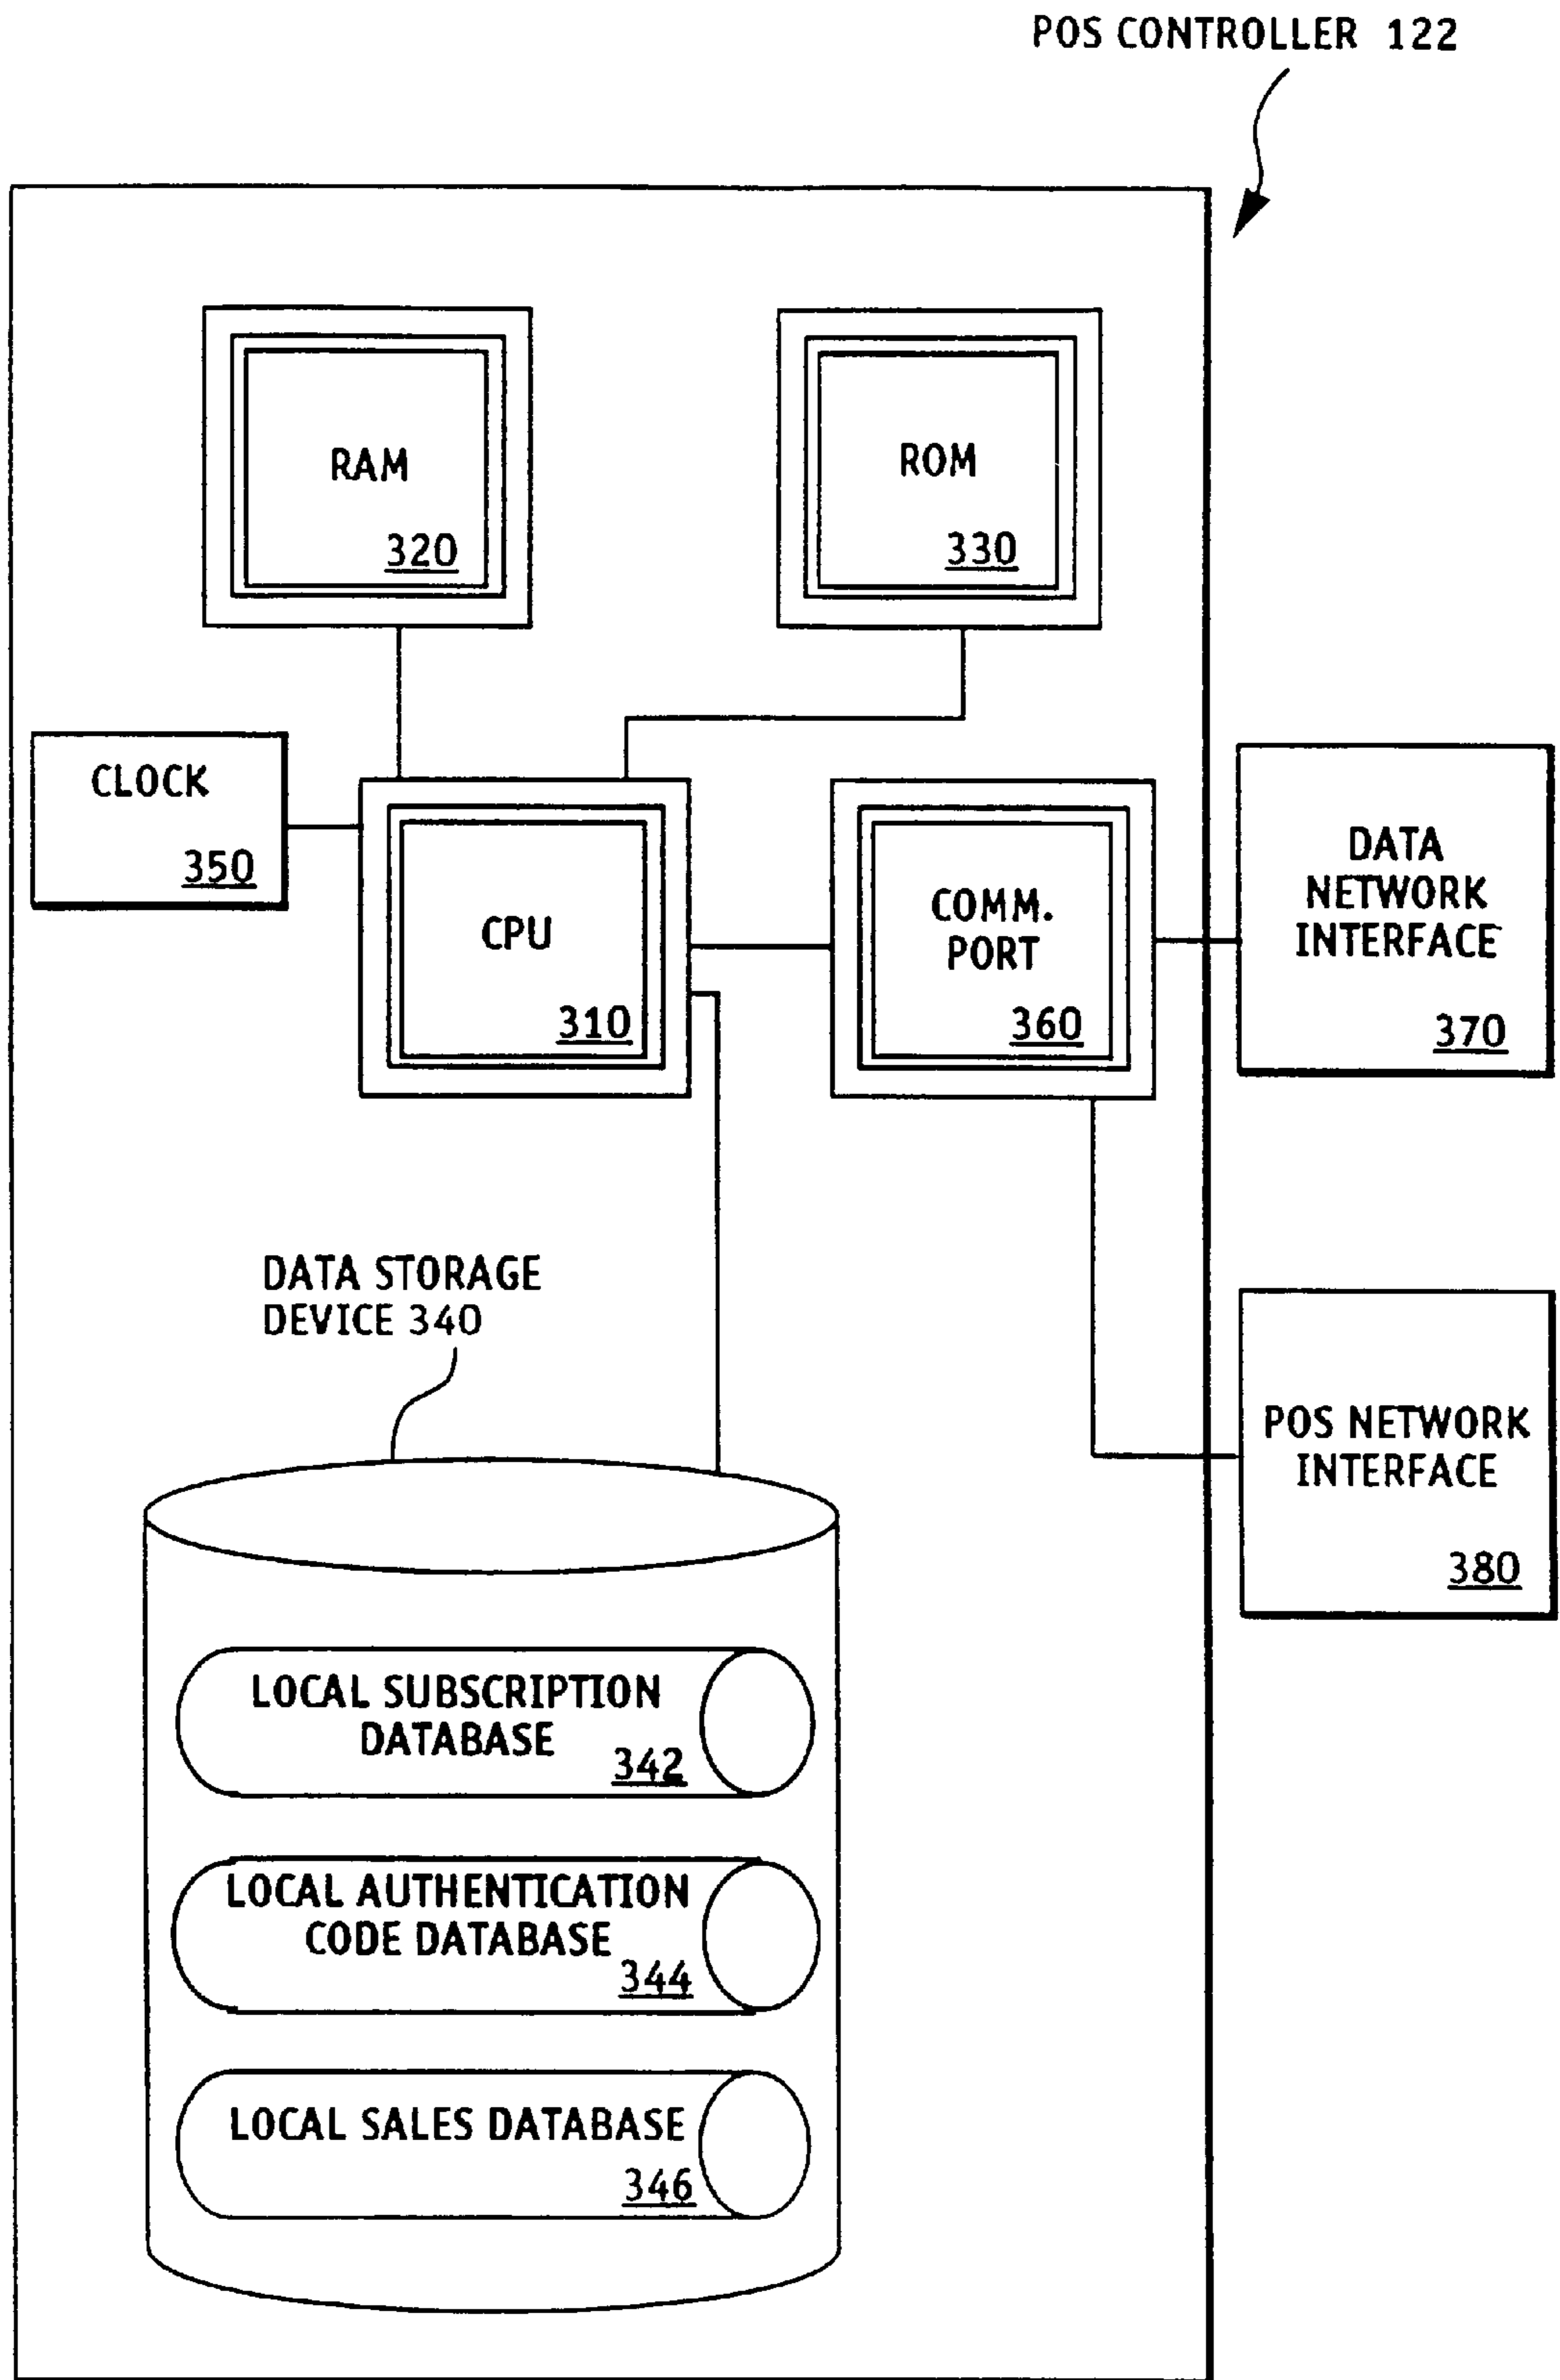 POS CONTROLLER 122
RAM
320
ROM
330
CLOCK
350
CPU
310
COMM.
PORT
360
DATA
NETWORK
INTERFACE
370
DATA STORAGE
DEVICE 340
POS NETWORK
INTERFACE
380
LOCAL SUBSCRIPTION
DATABASE
342
LOCAL AUTHENTICATION
CODE DATABASE
344
LOCAL SALES DATABASE
346